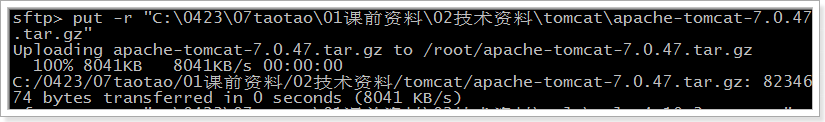 sftp> put -r "C:\0423\07taotao\01课前资料\02技术资料\tomcat\apache-tomcat-7.0.47
.tar.gz"
Uploading apache-tomcat-7.0.47.tar.gz to /root/apache-tomcat-7.0.47.tar.gz
100% 8041KB 8041KB/s 00:00:00
C:/0423/07taotao/01课前资料/02技术资料/tomcat/apache-tomcat-7.0.47.tar.gz: 82346
74 bytes transferred in 0 seconds (8041 KB/s)